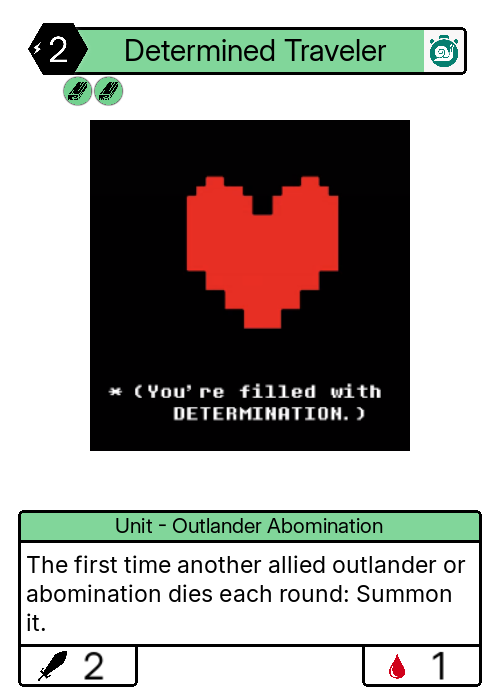 2 Determined Traveler
* (You're filled with
DETERMINATION.)
Unit - Outlander Abomination
The first time another allied outlander or
abomination dies each round: Summon
it.
2 1